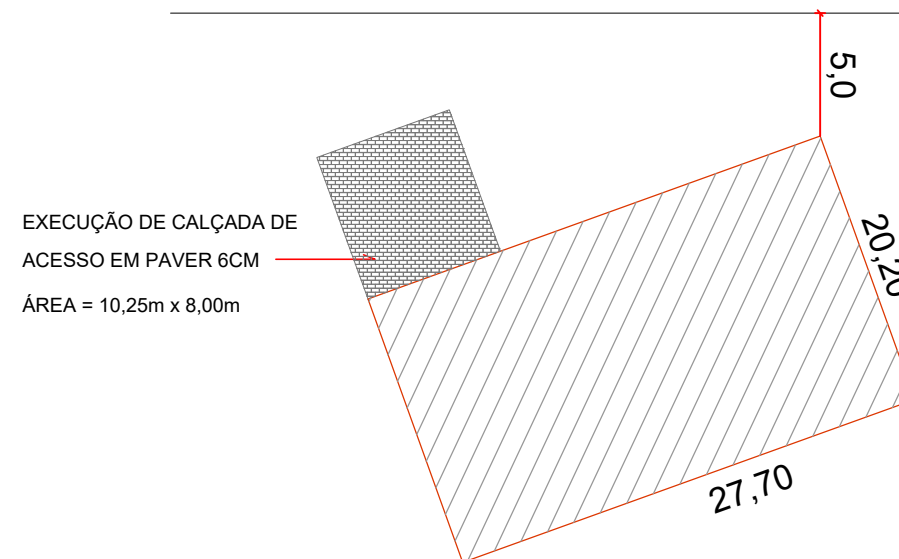 5,0
EXECUÇÃO DE CALÇADA DE
ACESSO EM PAVER 6CM
ÁREA = 10,25m x 8,00m
20,20
27,70